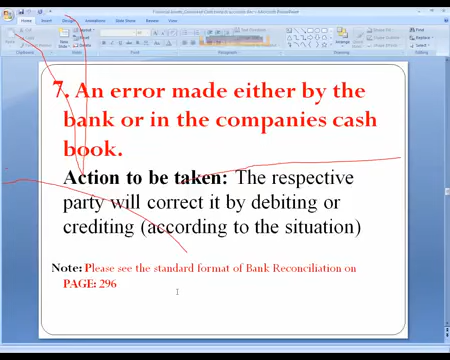 7. An error made either by the
bank or in the companies cash
book.
Action to be taken: The respective
party will correct it by debiting or
crediting (according to the situation)
Note: Please see the standard format of Bank Reconciliation on
PAGE: 296